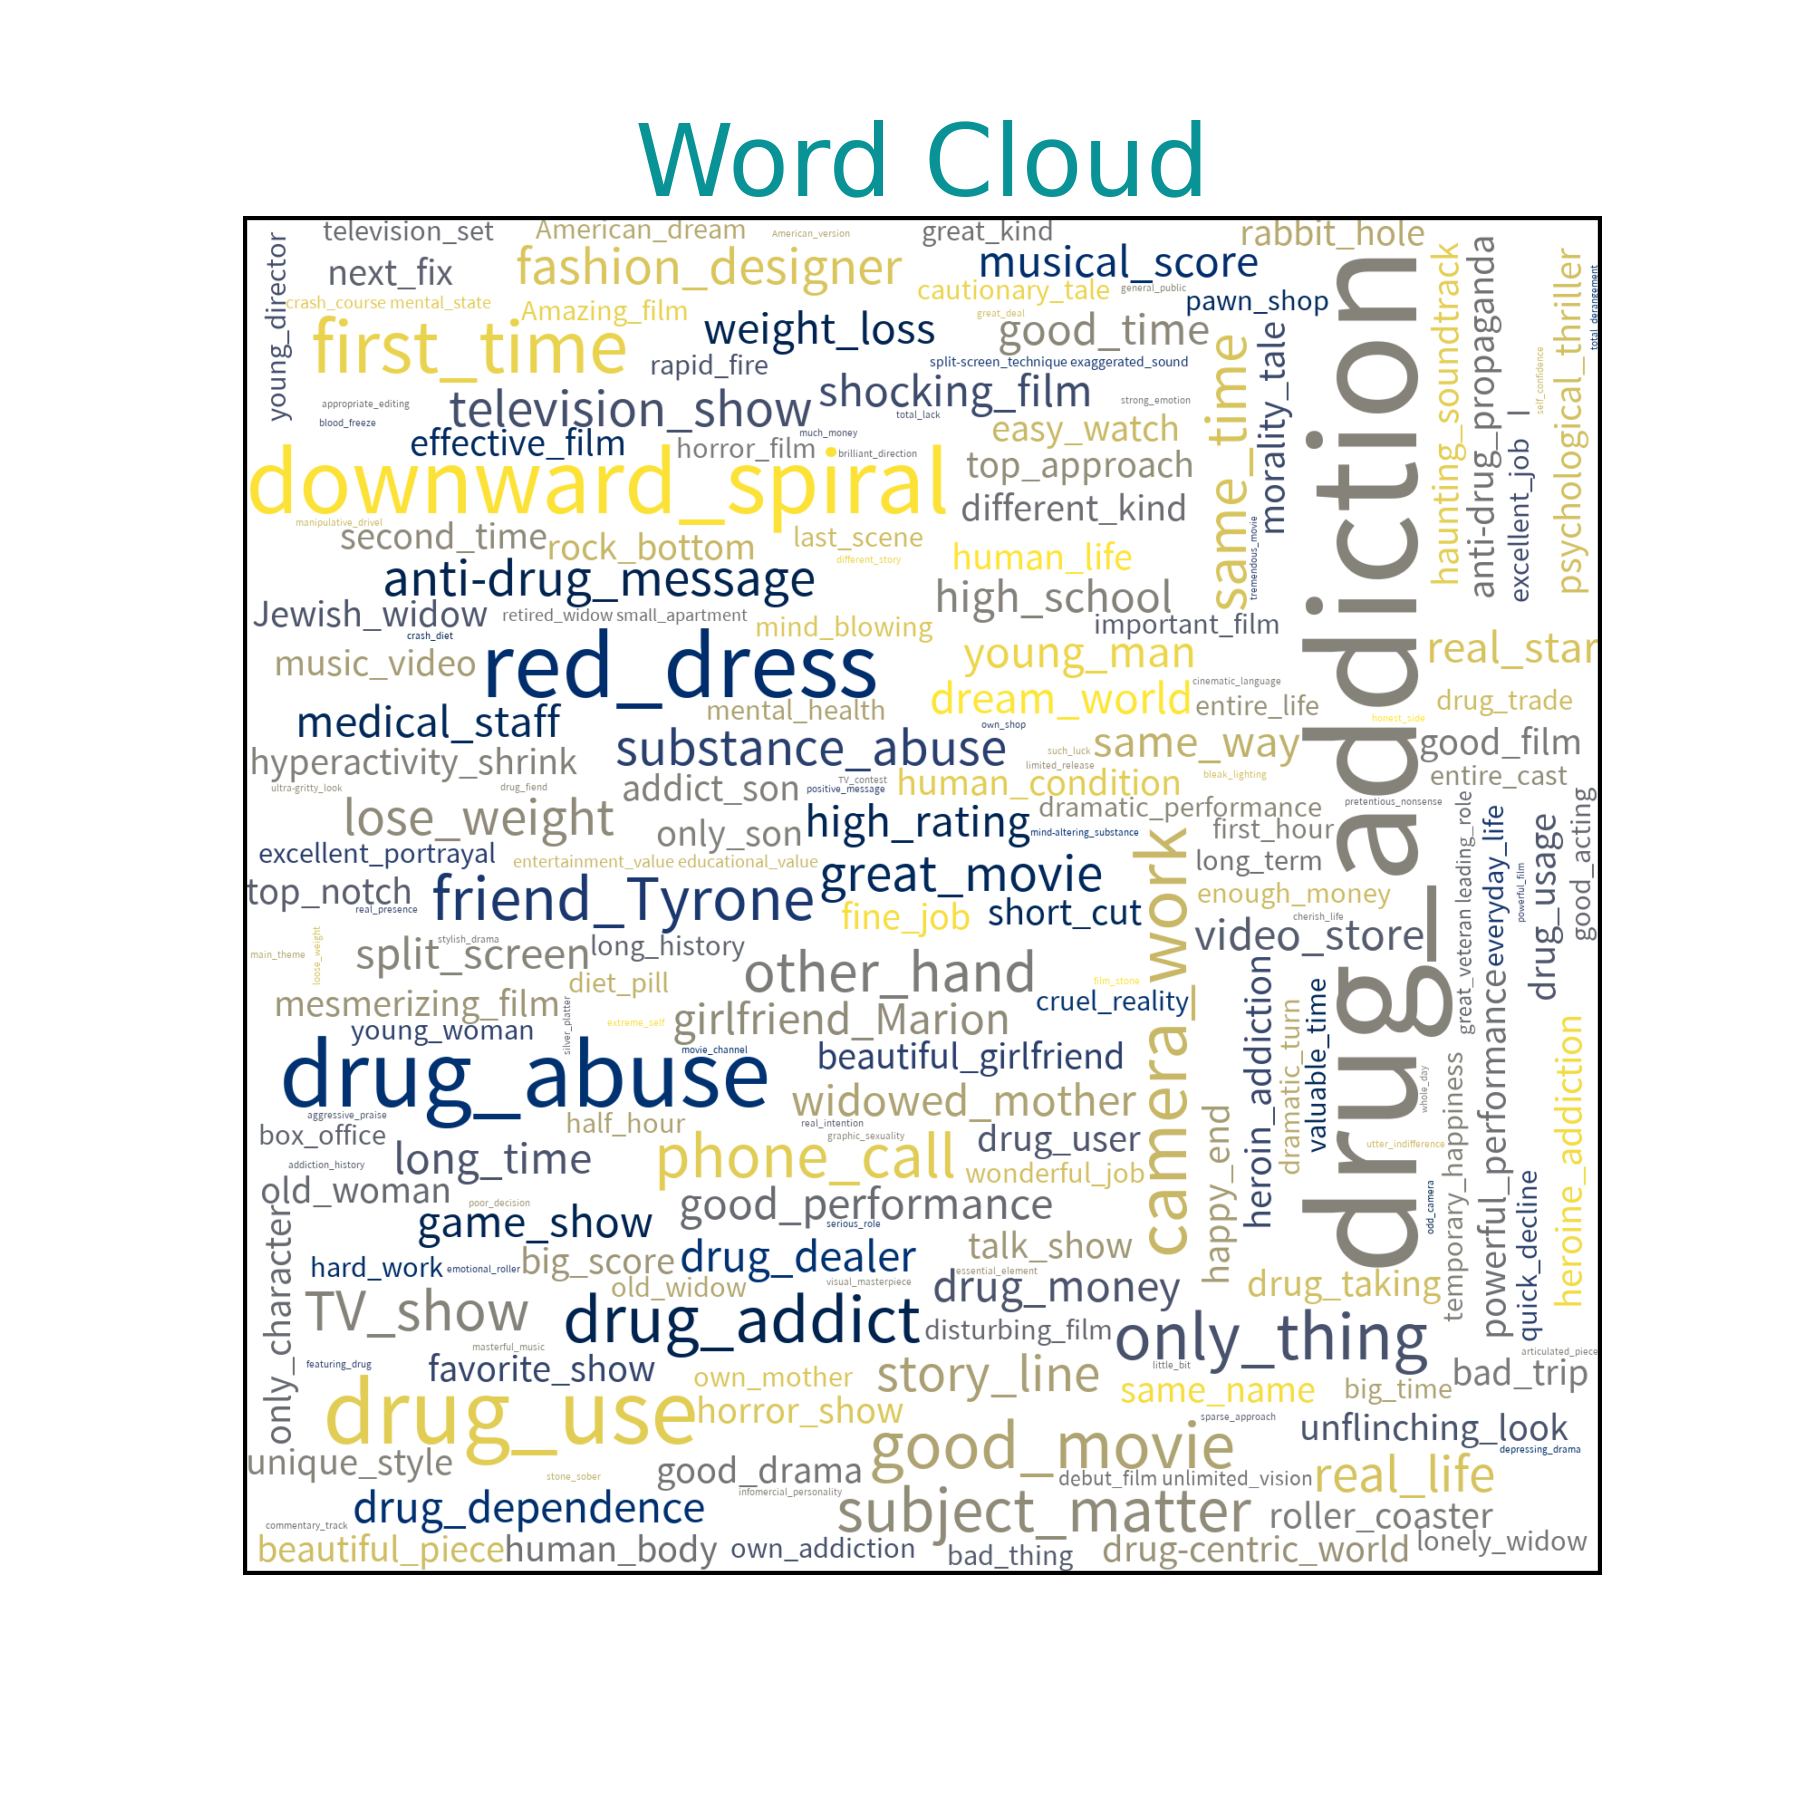 Word Cloud
television_set American_dream American_version great_kind rabbit_hole
young_director
next_fix fashion_designer musical_score
crash_course mental_state Amazing_film cautionary_tale general_public pawn_shop
great_deal
first_time weight_loss good_time
rapid_fire split-screen_technique exaggerated_sound
appropriate_editing television_show shocking_film strong_emotion
blood_freeze total_lack
effective_film horror_film much_money brilliant_direction easy_watch
downward_spiral top_approach
different_kind
manipulative_drivel second_time rock_bottom last_scene
different_story human_life
anti-drug_message high_school
Jewish_widow retired_widow small_apartment mind_blowing important_film
crash_diet
music_video red_dress young_man
cinematic_language
dream_world entire_life
medical_staff mental_health own_shop
hyperactivity_shrink substance_abuse such_luck same_way
limited_release
ultra-gritty_look drug_fiend addict_son TV_contest human_condition bleak_lighting
positive_message
lose_weight only_son high_rating dramatic_performance
mind-altering_substance first_hour
excellent_portrayal entertainment_value educational_value great_movie long_term
top_notch friend_Tyrone enough_money
real_presence fine_job short_cut cherish_life
video_store
main_theme loose_weight split_screen stylish_drama long_history other_hand
diet_pill film_stone
mesmerizing_film silver_platter cruel_reality
young_woman extreme_self girlfriend_Marion
drug_abuse movie_channel beautiful_girlfriend
widowed_mother
aggressive_praise half_hour real_intention
box_office graphic_sexuality drug_user
addiction_history long_time phone_call wonderful_job
old_woman poor_decision good_performance
serious_role
game_show talk_show
only_character
hard_work emotional_roller big_score drug_dealer
old_widow visual_masterpiece essential_element drug_money drug_taking
TV_show drug_addict disturbing_film only_thing
masterful_music
featuring_drug favorite_show own_mother story_line little_bit articulated_piece
same_name big_time bad_trip
drug_use horror_show sparse_approach unflinching_look
good_movie depressing_drama
unique_style stone_sober good_drama debut_film unlimited_vision real_life
infomercial_personality
commentary_track drug_dependence subject_matter roller_coaster
beautiful_piece human_body own_addiction bad_thing drug-centric_world lonely_widow
same_time
morality_tale
tremendous_movie
drug_addiction
haunting_soundtrack
anti-drug_propaganda
excellent_job
l
self_confidence
psychological_thriller
total_derangement
real_star
drug_trade
honest_side
good_film
entire_cast
pretentious_nonsense
camera_work
great_veteran leading_role
everyday_life
powerful_film
drug_usage
good_acting
heroin_addiction
dramatic_turn
valuable_time
happy_end
whole_day
utter_indifference
odd_camera
temporary_happiness
powerful_performance
quick_decline
heroine_addiction